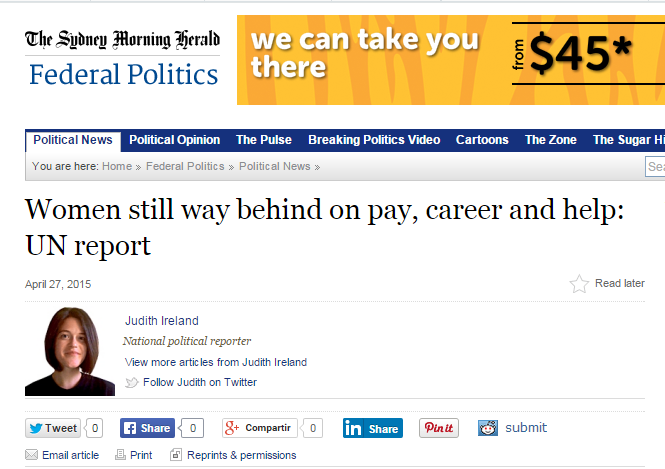 The Sydney Morning Herald
Federal Politics
we can take you
there
from $45*
Political News Political Opinion The Pulse Breaking Politics Video Cartoons The Zone The Sugar Hi
You are here: Home » Federal Politics » Political News »
Sea
Women still way behind on pay, career and help:
UN report
April 27, 2015
Read later
Judith Ireland
National political reporter
View more articles from Judith Ireland
Follow Judith on Twitter
Tweet 0 Share 0 Compartir 0 in Share Pin it submit
Email article Print Reprints & permissions